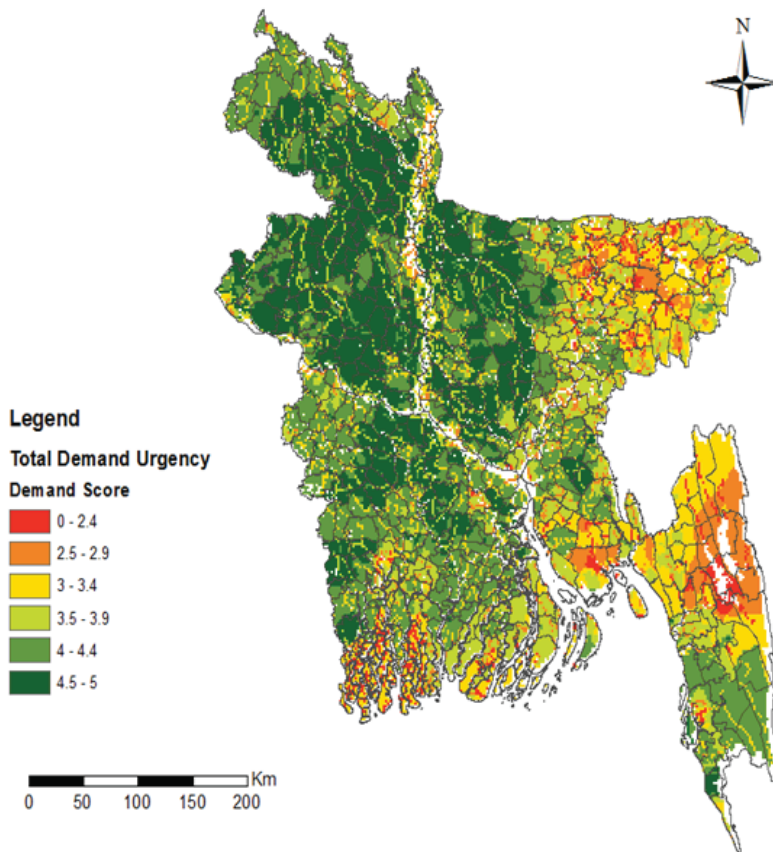 N
Legend
Total Demand Urgency
Demand Score
0 - 2.4
2.5 - 2.9
3 - 3.4
3.5 - 3.9
4 - 4.4
4.5 - 5
Km
0 50 100 150 200